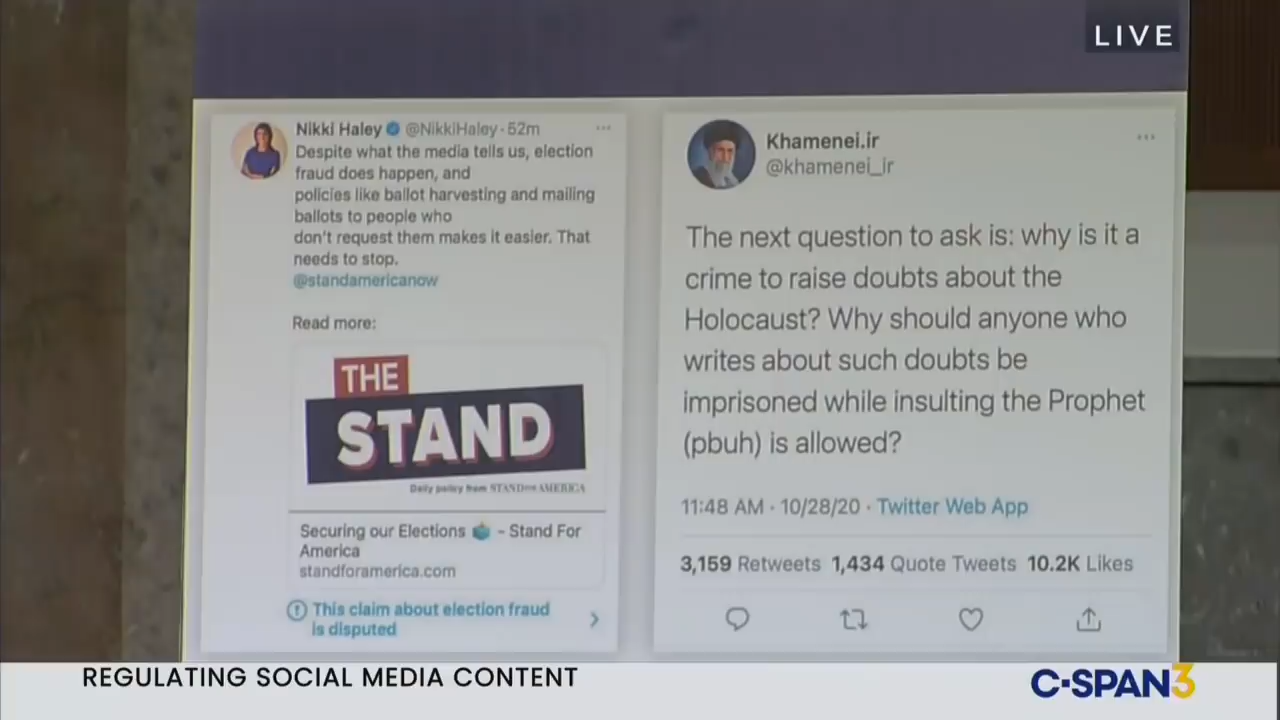 LIVE
Nikki Haley @NikkiHaley · 52m
Despite what the media tells us, election
fraud does happen, and
policies like ballot harvesting and mailing
ballots to people who
don't request them makes it easier. That
needs to stop.
@standamericanow
Read more:
THE
STAND
Daily policy from STAND FOR AMERICA
Securing our Elections - Stand For
America
standforamerica.com
This claim about election fraud
is disputed
Khamenei.ir
@khamenei_ir
The next question to ask is: why is it a
crime to raise doubts about the
Holocaust? Why should anyone who
writes about such doubts be
imprisoned while insulting the Prophet
(pbuh) is allowed?
11:48 AM · 10/28/20 · Twitter Web App
3,159 Retweets 1,434 Quote Tweets 10.2K Likes
REGULATING SOCIAL MEDIA CONTENT
C-SPAN3